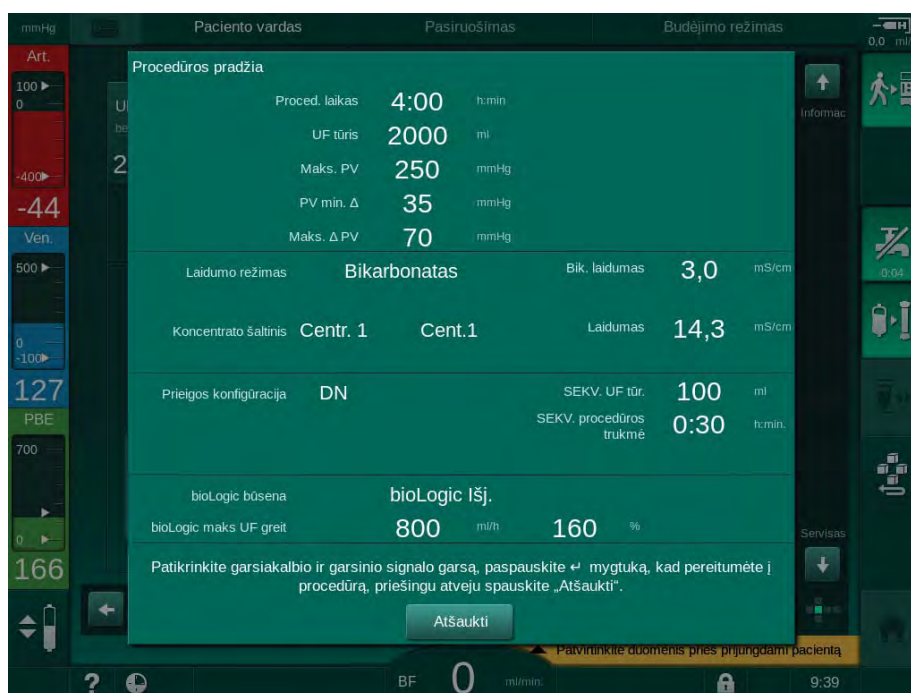 mmHg
Paciento vardas
Pasiruošimas
Budėjimo režimas
0,0 ml/
Art.
100
0
-400
-44
Ven.
500
0
-100
127
PBE
700
0
166
Procedūros pradžia
Proced. laikas 4:00 h:min
UF tūris 2000 ml
Maks. PV 250 mmHg
PV min. Δ 35 mmHg
Maks. Δ PV 70 mmHg
Laidumo režimas Bikarbonatas Bik. laidumas 3,0 mS/cm
Koncentrato šaltinis Centr. 1 Cent.1 Laidumas 14,3 mS/cm
Prieigos konfigūracija DN SEKV. UF tūr. 100 ml
SEKV. procedūros
trukmė 0:30 h:min.
bioLogic būsena bioLogic Išj.
bioLogic maks UF greit 800 ml/h 160 %
Patikrinkite garsiakalbio ir garsinio signalo garsą, paspauskite ↵ mygtuką, kad pereitumėte į
procedūrą, priešingu atveju spauskite „Atšaukti“.
Atšaukti
Informac
Servisas
0:04
Patvirtinkite duomenis prieš prijungdami pacientą
? BF 0 ml/min. 9:39